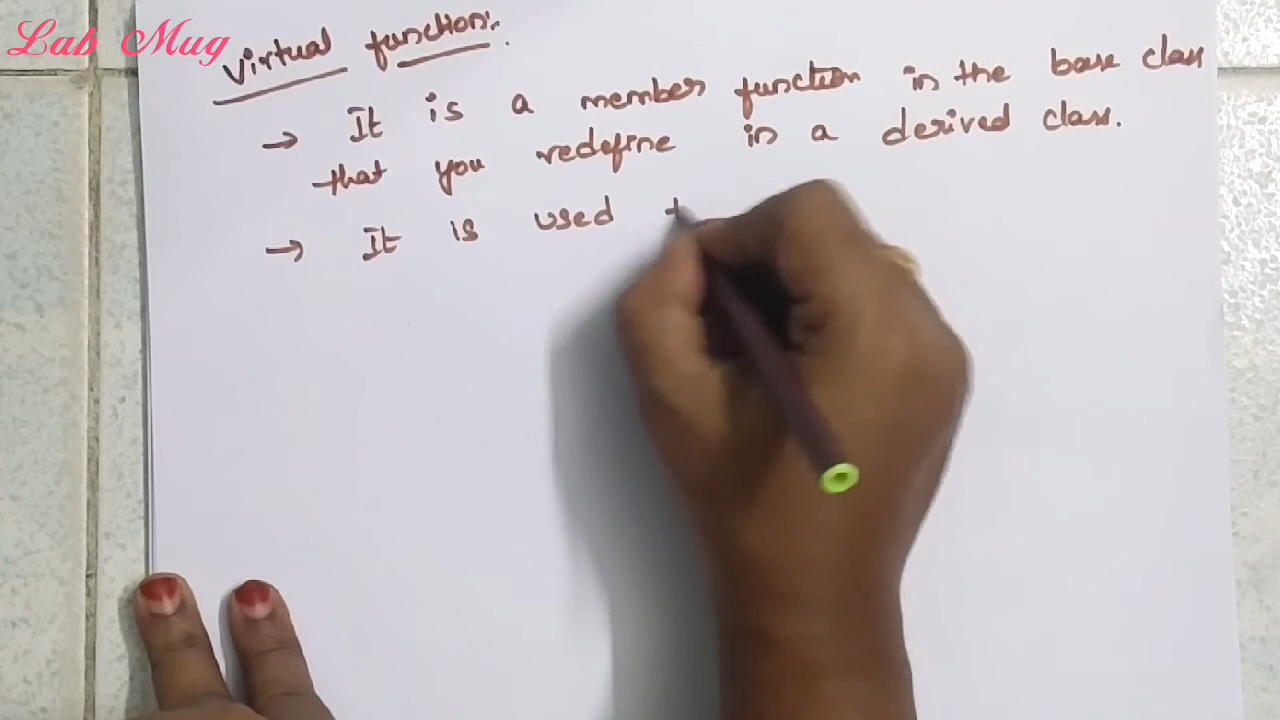 Lab Mug
Virtual function:.
→ It is a member function in the base class
that you redefine in a derived class.
→ It is used